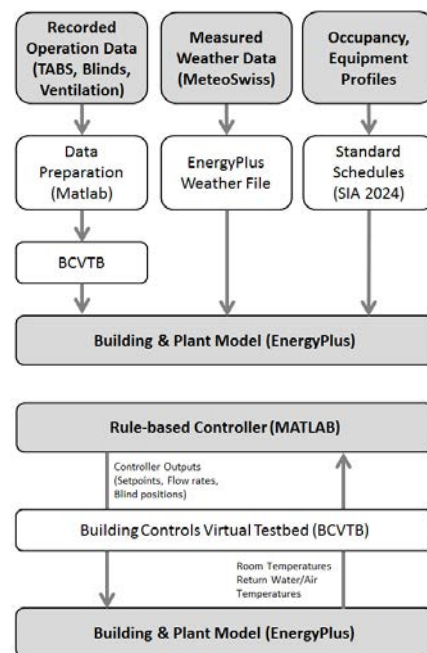 Recorded
Operation Data
(TABS, Blinds,
Ventilation)
Measured
Weather Data
(MeteoSwiss)
Occupancy,
Equipment
Profiles
Data
Preparation
(Matlab)
EnergyPlus
Weather File
Standard
Schedules
(SIA 2024)
BCVTB
Building & Plant Model (EnergyPlus)
Rule-based Controller (MATLAB)
Controller Outputs
(Setpoints, Flow rates,
Blind positions)
Building Controls Virtual Testbed (BCVTB)
Room Temperatures
Return Water/Air
Temperatures
Building & Plant Model (EnergyPlus)